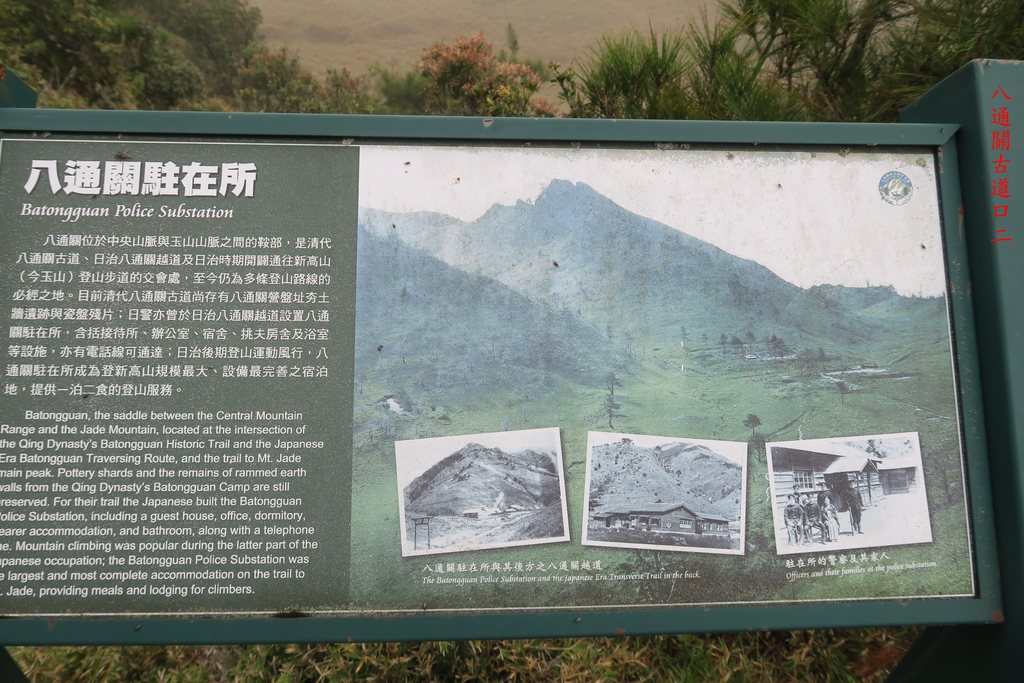 八通關駐在所
Batongguan Police Substation
八通關位於中央山脈與玉山山脈之間的鞍部，是清代
八通關古道、日治八通關越道及日治時期開闢通往新高山
（今玉山）登山步道的交會處，至今仍為多條登山路線的
必經之地。目前清代八通關古道尚存有八通關營盤址夯土
牆遺跡與瓷盤殘片；日警亦曾於日治八通關越道設置八通
關駐在所，含括接待所、辦公室、宿舍、挑夫房舍及浴室
等設施，亦有電話線可通達；日治後期登山運動風行，八
通關駐在所成為登新高山規模最大、設備最完善之宿泊
地，提供一泊二食的登山服務。
Batongguan, the saddle between the Central Mountain
Range and the Jade Mountain, located at the intersection of
the Qing Dynasty's Batongguan Historic Trail and the Japanese
Era Batongguan Traversing Route, and the trail to Mt. Jade
main peak. Pottery shards and the remains of rammed earth
walls from the Qing Dynasty's Batongguan Camp are still
preserved. For their trail the Japanese built the Batongguan
Police Substation, including a guest house, office, dormitory,
bearer accommodation, and bathroom, along with a telephone
ne. Mountain climbing was popular during the latter part of the
apanese occupation; the Batongguan Police Substation was
e largest and most complete accommodation on the trail to
t. Jade, providing meals and lodging for climbers.
八通關駐在所與其後方之八通關越道
The Batongguan Police Substation and the Japanese Era Transverse Trail in the back.
駐在所的警察及其家人
Officers and their families at the police substation.
八通關古道口二